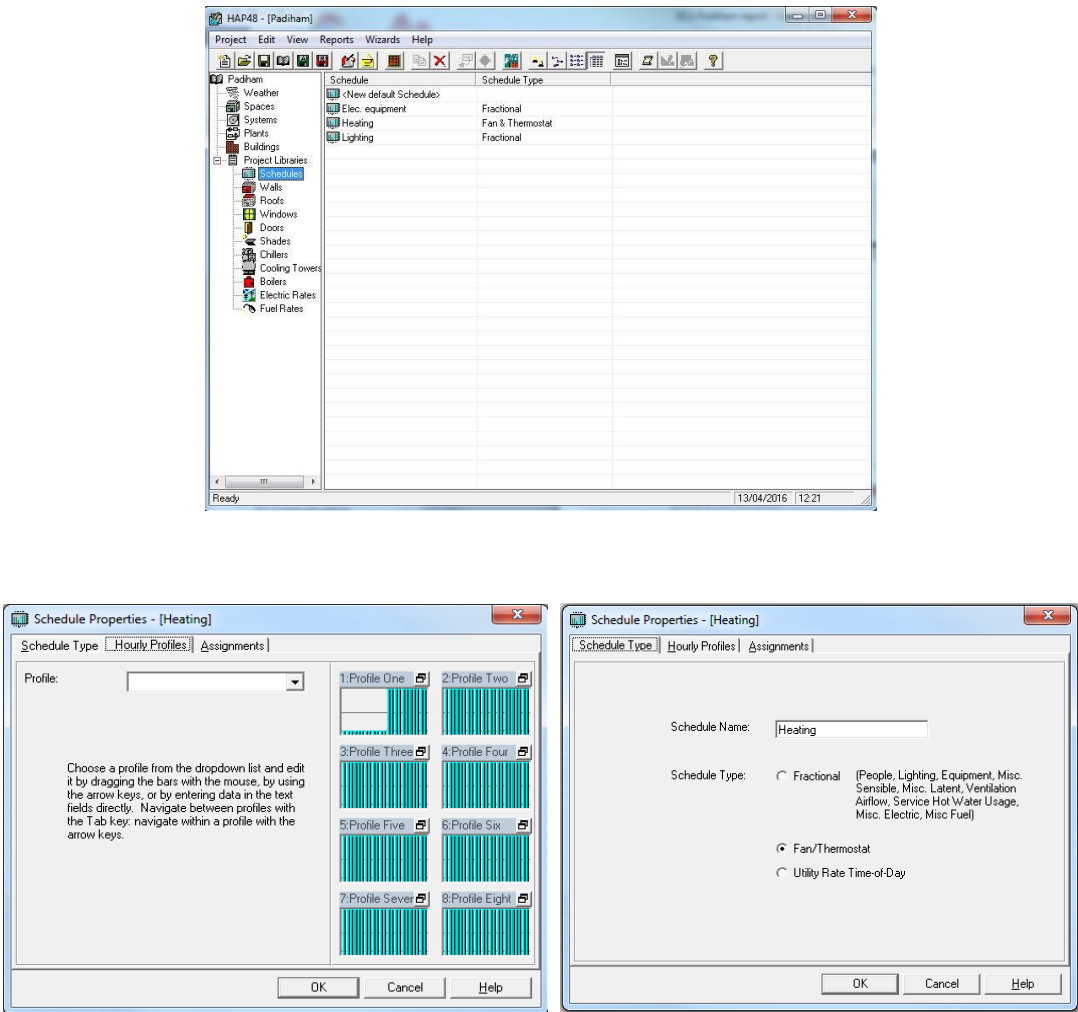 HAP48 - [Padiham]
Project Edit View Reports Wizards Help
Padiham
Weather
Spaces
Systems
Plants
Buildings
Project Libraries
Schedules
Walls
Roofs
Windows
Doors
Shades
Chillers
Cooling Towers
Boilers
Electric Rates
Fuel Rates
Schedule Schedule Type
<New default Schedule>
Elec. equipment Fractional
Heating Fan & Thermostat
Lighting Fractional
Ready 13/04/2016 12:21
Schedule Properties - [Heating]
Schedule Type Hourly Profiles Assignments
Profile:
Choose a profile from the dropdown list and edit
it by dragging the bars with the mouse, by using
the arrow keys, or by entering data in the text
fields directly. Navigate between profiles with
the Tab key: navigate within a profile with the
arrow keys.
1:Profile One 2:Profile Two
3:Profile Three 4:Profile Four
5:Profile Five 6:Profile Six
7:Profile Sever 8:Profile Eight
OK Cancel Help
Schedule Properties - [Heating]
Schedule Type Hourly Profiles Assignments
Schedule Name: Heating
Schedule Type: Fractional (People, Lighting, Equipment, Misc.
Sensible, Misc. Latent, Ventilation
Airflow, Service Hot Water Usage,
Misc. Electric, Misc Fuel)
Fan/Thermostat
Utility Rate Time-of-Day
OK Cancel Help